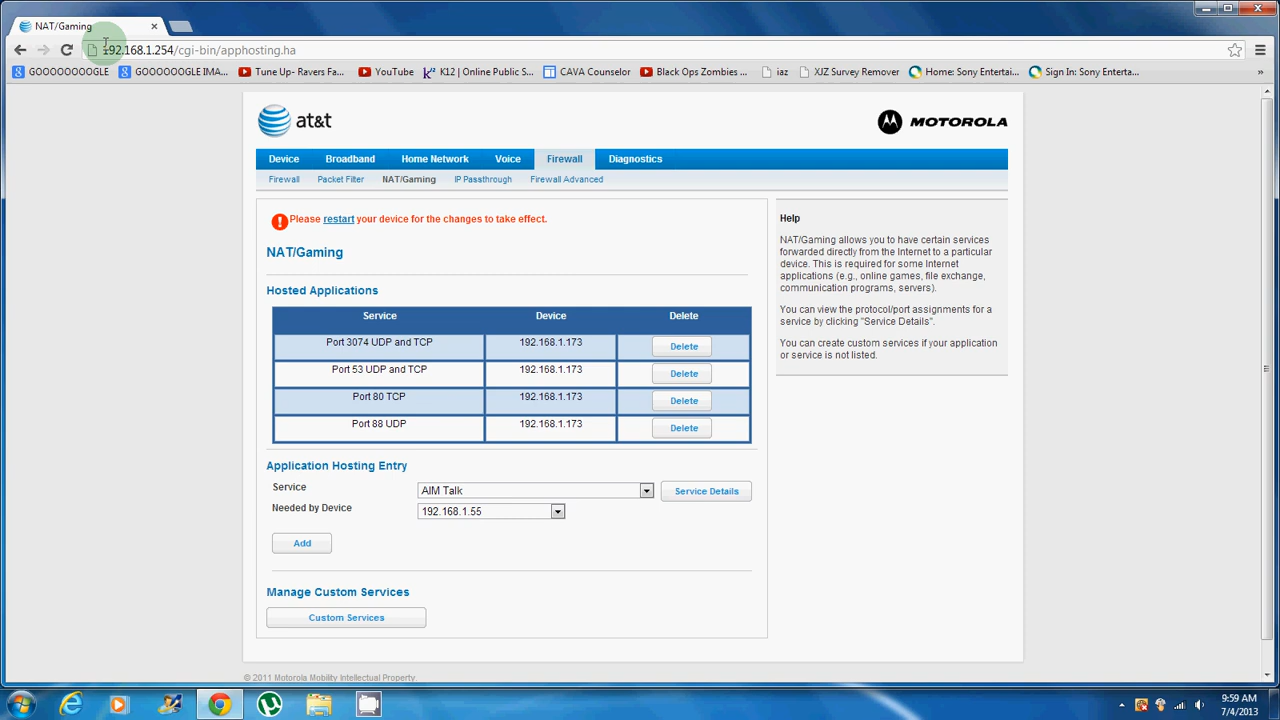 NAT/Gaming
192.168.1.254/cgi-bin/apphosting.ha
GOOOOOOOGLE GOOOOOOGLE IMA... Tune Up- Ravers Fa... YouTube K12 | Online Public S... CAVA Counselor Black Ops Zombies ... iaz XJZ Survey Remover Home: Sony Entertai... Sign In: Sony Enterta... »
at&t
MOTOROLA
Device Broadband Home Network Voice Firewall Diagnostics
Firewall Packet Filter NAT/Gaming IP Passthrough Firewall Advanced
Please restart your device for the changes to take effect.
NAT/Gaming
Hosted Applications
Service Device Delete
Port 3074 UDP and TCP 192.168.1.173 Delete
Port 53 UDP and TCP 192.168.1.173 Delete
Port 80 TCP 192.168.1.173 Delete
Port 88 UDP 192.168.1.173 Delete
Application Hosting Entry
Service AIM Talk Service Details
Needed by Device 192.168.1.55
Add
Manage Custom Services
Custom Services
Help
NAT/Gaming allows you to have certain services
forwarded directly from the Internet to a particular
device. This is required for some Internet
applications (e.g., online games, file exchange,
communication programs, servers).
You can view the protocol/port assignments for a
service by clicking "Service Details".
You can create custom services if your application
or service is not listed.
© 2011 Motorola Mobility Intellectual Property.
9:59 AM
7/4/2013